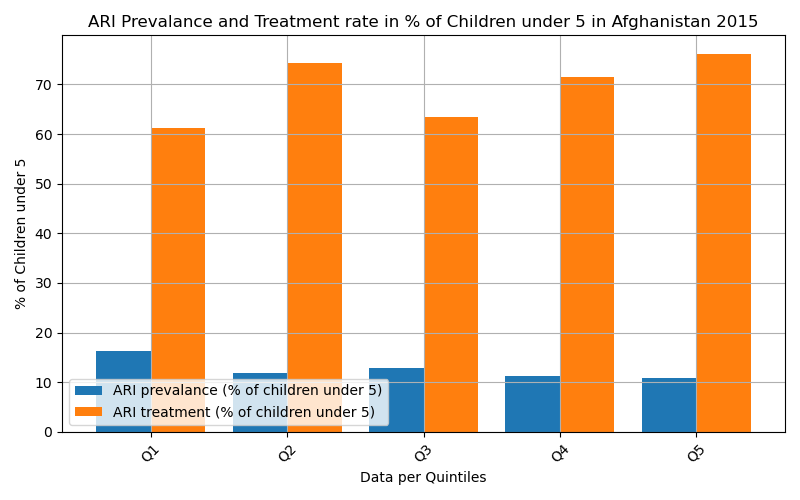 ARI Prevalance and Treatment rate in % of Children under 5 in Afghanistan 2015
% of Children under 5
70
60
50
40
30
20
10
0
ARI prevalance (% of children under 5)
ARI treatment (% of children under 5)
Q1 Q2 Q3 Q4 Q5
Data per Quintiles